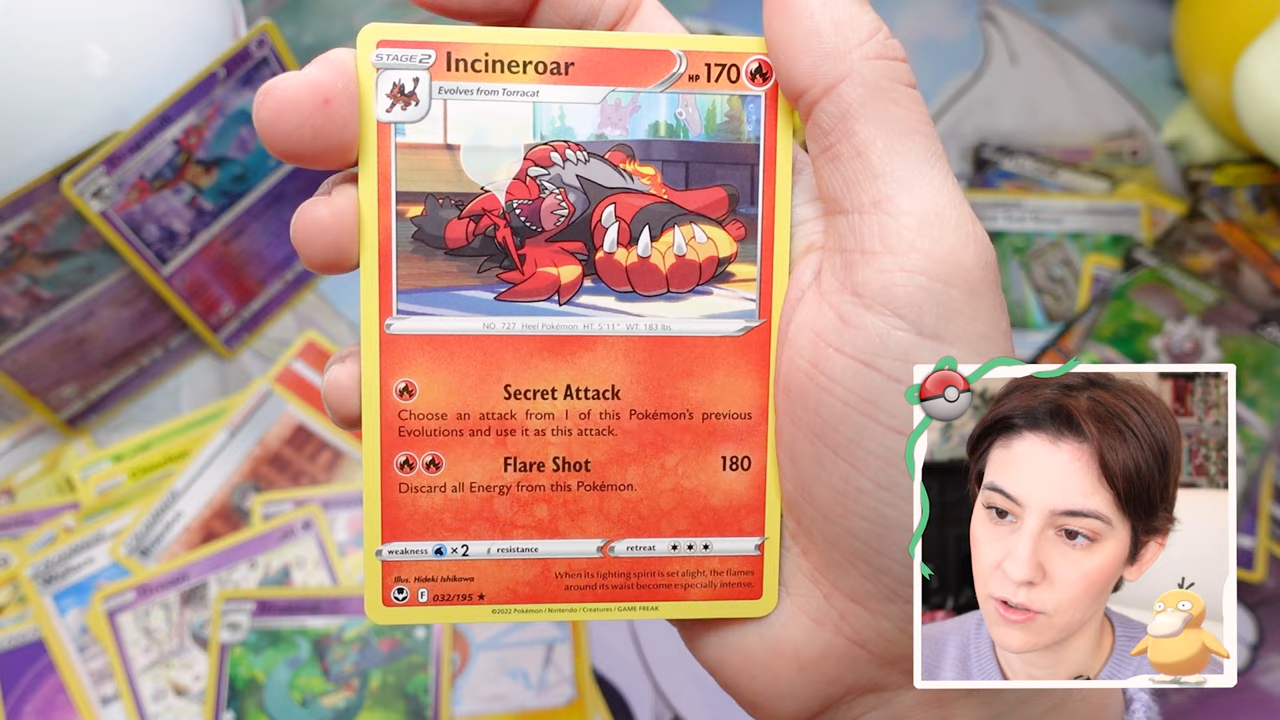 STAGE 2
Incineroar
HP 170
Evolves from Torracat
NO. 727 Heel Pokémon HT: 5'11" WT: 183 lbs
Secret Attack
Choose an attack from 1 of this Pokémon's previous
Evolutions and use it as this attack.
Flare Shot 180
Discard all Energy from this Pokémon.
weakness ×2 resistance retreat
Illus. Hideki Ishikawa
F 032/195 ★
When its fighting spirit is set alight, the flames
around its waist become especially intense.
©2022 Pokémon / Nintendo / Creatures / GAME FREAK